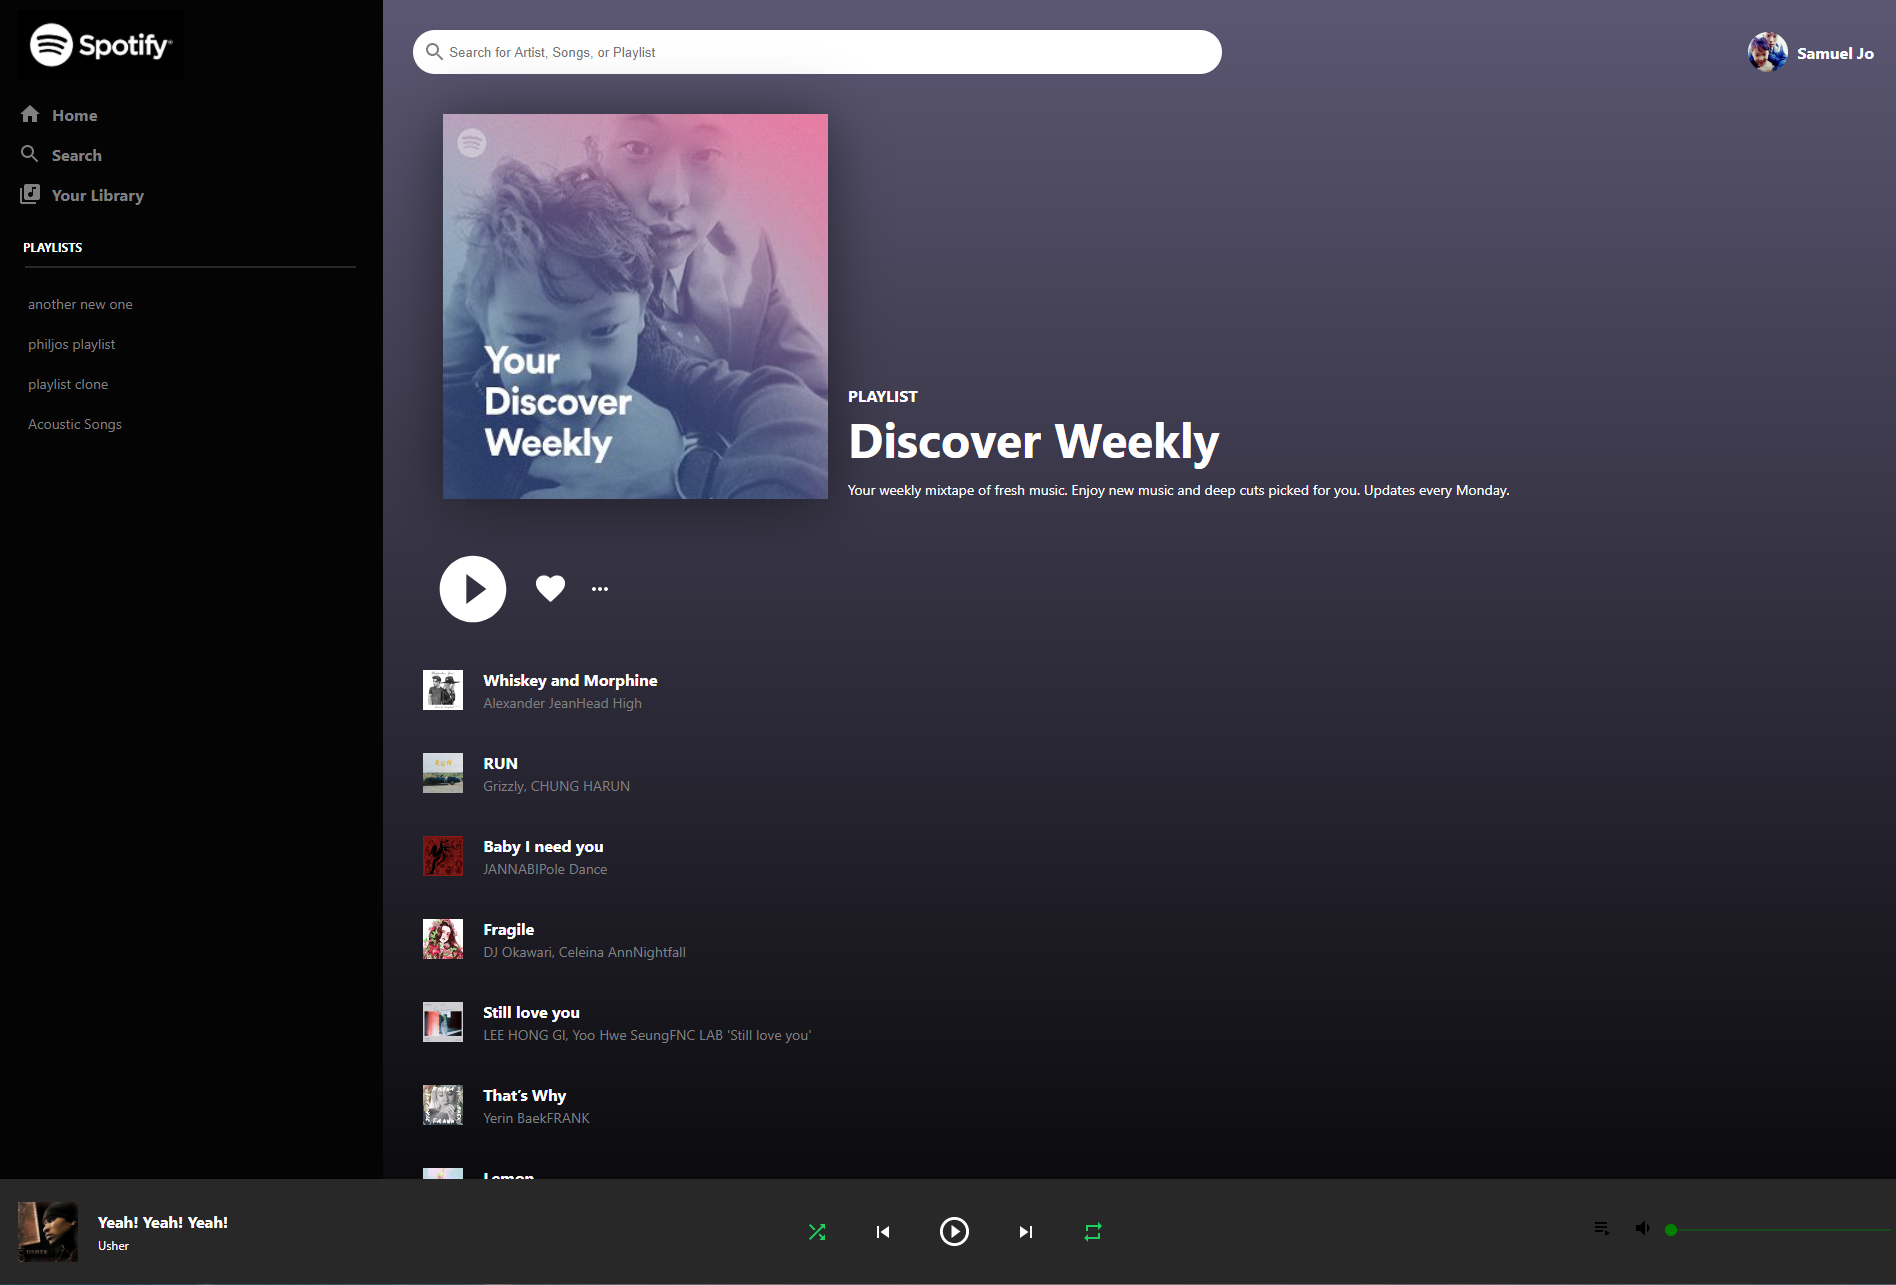 Spotify
Home
Search
Your Library
PLAYLISTS
another new one
philjos playlist
playlist clone
Acoustic Songs
Search for Artist, Songs, or Playlist
Samuel Jo
Your
Discover
Weekly
PLAYLIST
Discover Weekly
Your weekly mixtape of fresh music. Enjoy new music and deep cuts picked for you. Updates every Monday.
Whiskey and Morphine
Alexander JeanHead High
RUN
RUN
Grizzly, CHUNG HARUN
Baby I need you
JANNABIPole Dance
Fragile
DJ Okawari, Celeina AnnNightfall
Still love you
LEE HONG GI, Yoo Hwe SeungFNC LAB 'Still love you'
That's Why
Yerin BaekFRANK
Lemon
Yeah! Yeah! Yeah!
Usher
USHER